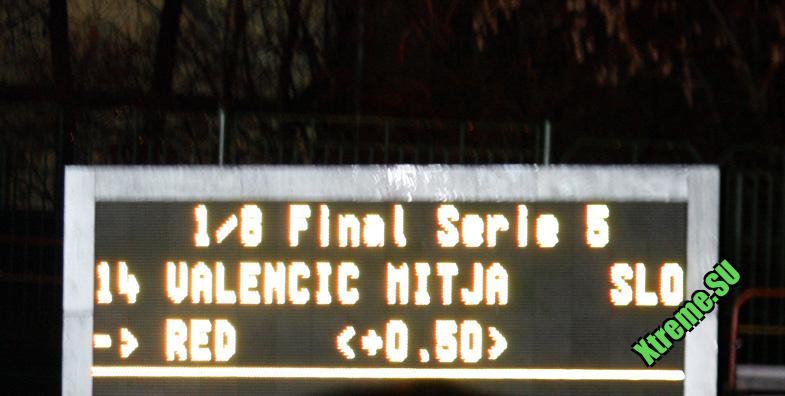 1/8 Final Serie 5
14 VALENCIC MITJA SLO
-> RED <+0.50>
Xtreme.SU